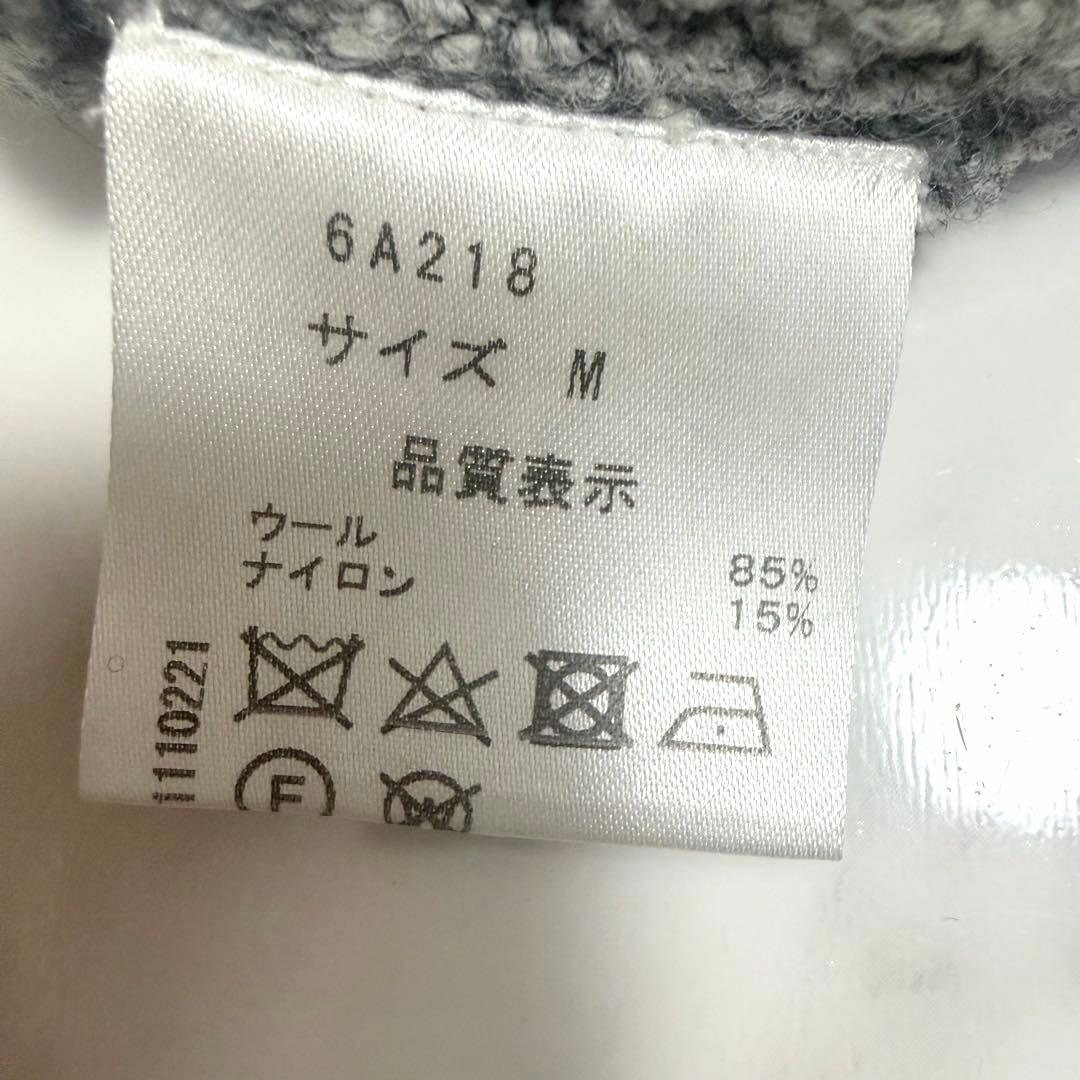 6A218
サイズ M
品質表示
ウール 85%
ナイロン 15%
1110221
F
W